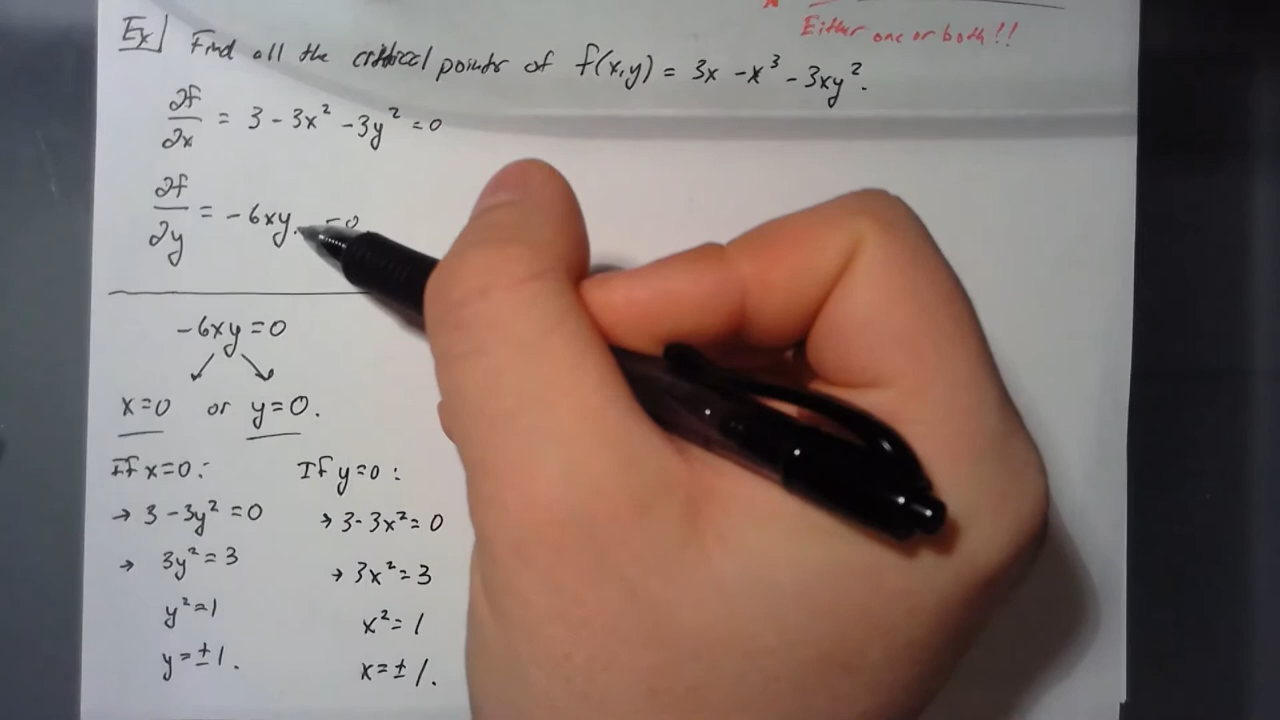 Either one or both!!
Ex) Find all the critical points of f(x,y) = 3x - x³ - 3xy².
∂f/∂x = 3 - 3x² - 3y² = 0
∂f/∂y = -6xy. = 0
-6xy = 0
x=0 or y=0.
If x=0:
→ 3 - 3y² = 0
→ 3y² = 3
y² = 1
y = ±1.
If y=0:
→ 3 - 3x² = 0
→ 3x² = 3
x² = 1
x = ±1.